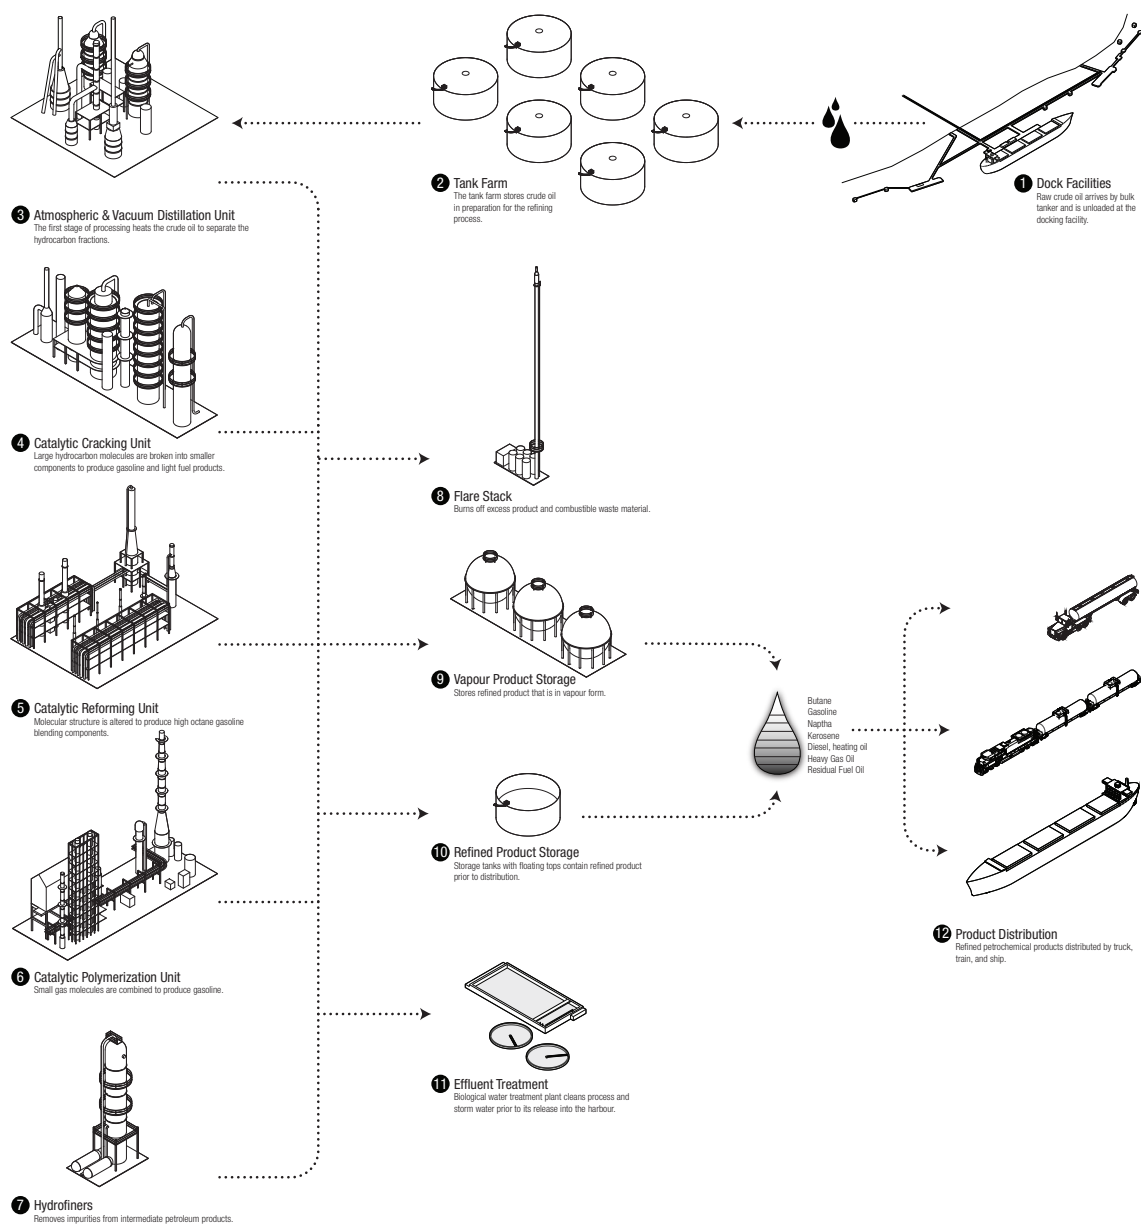 1 Dock Facilities
Raw crude oil arrives by bulk
tanker and is unloaded at the
docking facility.
2 Tank Farm
The tank farm stores crude oil
in preparation for the refining
process.
3 Atmospheric & Vacuum Distillation Unit
The first stage of processing heats the crude oil to separate the
hydrocarbon fractions.
4 Catalytic Cracking Unit
Large hydrocarbon molecules are broken into smaller
components to produce gasoline and light fuel products.
5 Catalytic Reforming Unit
Molecular structure is altered to produce high octane gasoline
blending components.
6 Catalytic Polymerization Unit
Small gas molecules are combined to produce gasoline.
7 Hydrofiners
Removes impurities from intermediate petroleum products.
8 Flare Stack
Burns off excess product and combustible waste material.
9 Vapour Product Storage
Stores refined product that is in vapour form.
10 Refined Product Storage
Storage tanks with floating tops contain refined product
prior to distribution.
11 Effluent Treatment
Biological water treatment plant cleans process and
storm water prior to its release into the harbour.
Butane
Gasoline
Naptha
Kerosene
Diesel, heating oil
Heavy Gas Oil
Residual Fuel Oil
12 Product Distribution
Refined petrochemical products distributed by truck,
train, and ship.